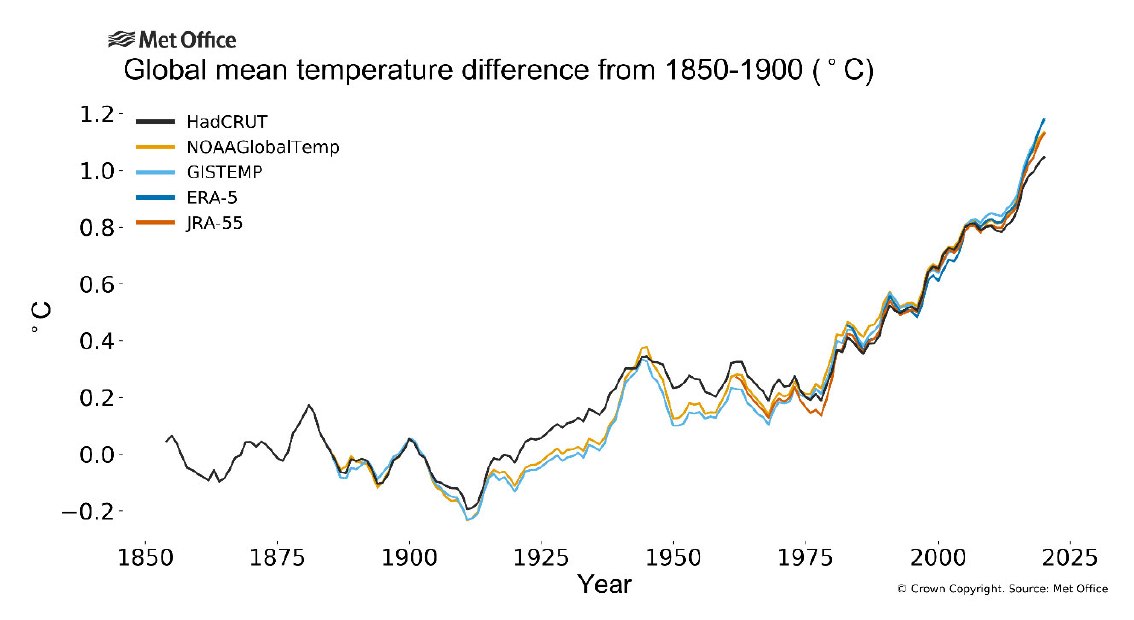 Met Office
Global mean temperature difference from 1850-1900 (°C)
1.2
1.0
0.8
0.6
0.4
0.2
0.0
−0.2
°C
HadCRUT
NOAAGlobalTemp
GISTEMP
ERA-5
JRA-55
1850 1875 1900 1925 1950 1975 2000 2025
Year
© Crown Copyright. Source: Met Office